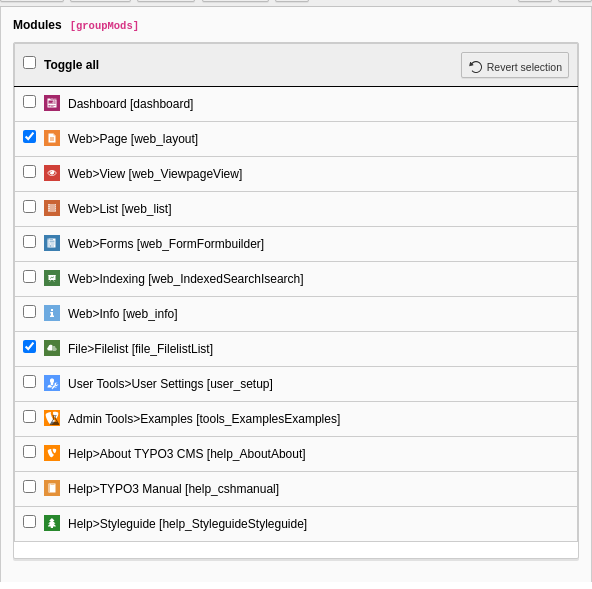 Modules [groupMods]
Toggle all Revert selection
Dashboard [dashboard]
Web>Page [web_layout]
Web>View [web_ViewpageView]
Web>List [web_list]
Web>Forms [web_FormFormbuilder]
Web>Indexing [web_IndexedSearchIsearch]
Web>Info [web_info]
File>Filelist [file_FilelistList]
User Tools>User Settings [user_setup]
Admin Tools>Examples [tools_ExamplesExamples]
Help>About TYPO3 CMS [help_AboutAbout]
Help>TYPO3 Manual [help_cshmanual]
Help>Styleguide [help_StyleguideStyleguide]